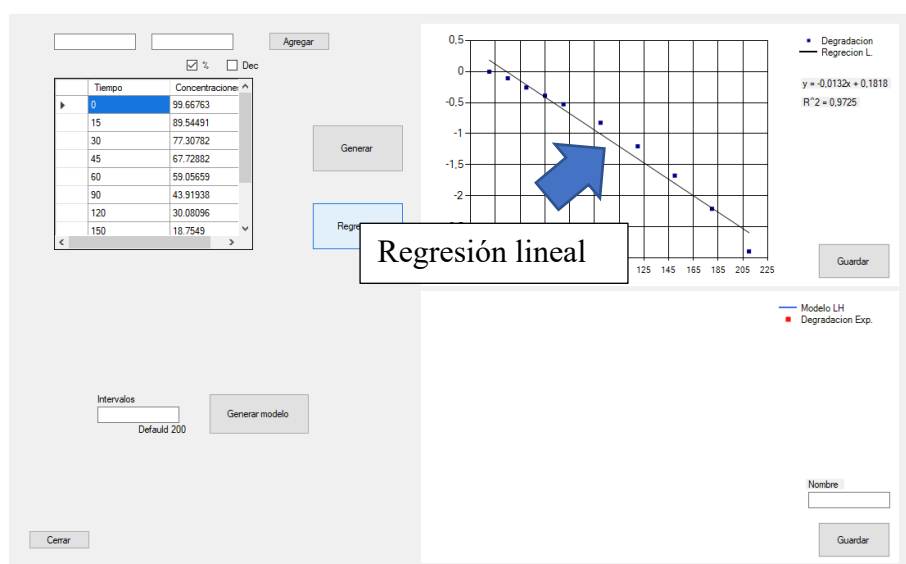 Agregar
% Dec
Tiempo Concentraciones
0 99.66763
15 89.54491
30 77.30782
45 67.72882
60 59.05659
90 43.91938
120 30.08096
150 18.7549
Generar
Regresión lineal
Intervalos
Defauld 200
Generar modelo
Cerrar
0,5
0
-0,5
-1
-1,5
-2
125 145 165 185 205 225
Degradacion
Regrecion L.
y = -0,0132x + 0,1818
R^2 = 0,9725
Guardar
Modelo LH
Degradacion Exp.
Nombre
Guardar